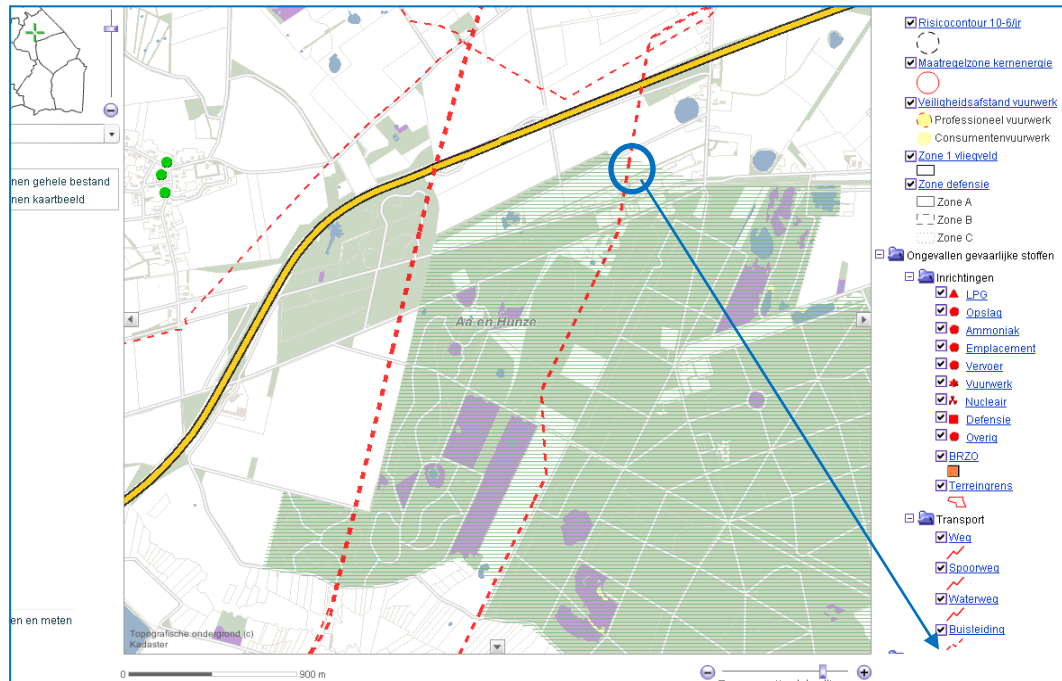 Risicocontour 10-6/jr
Maatregelzone kernenergie
Veiligheidsafstand vuurwerk
Professioneel vuurwerk
Consumentenvuurwerk
Zone 1 vliegveld
Zone defensie
Zone A
Zone B
Zone C
Ongevallen gevaarlijke stoffen
Inrichtingen
LPG
Opslag
Ammoniak
Emplacement
Vervoer
Vuurwerk
Nucleair
Defensie
Overig
BRZO
Terreingrens
Transport
Weg
Spoorweg
Waterweg
Buisleiding
nen gehele bestand
nen kaartbeeld
Aa en Hunze
en en meten
Topografische ondergrond (c)
Kadaster
0 900 m